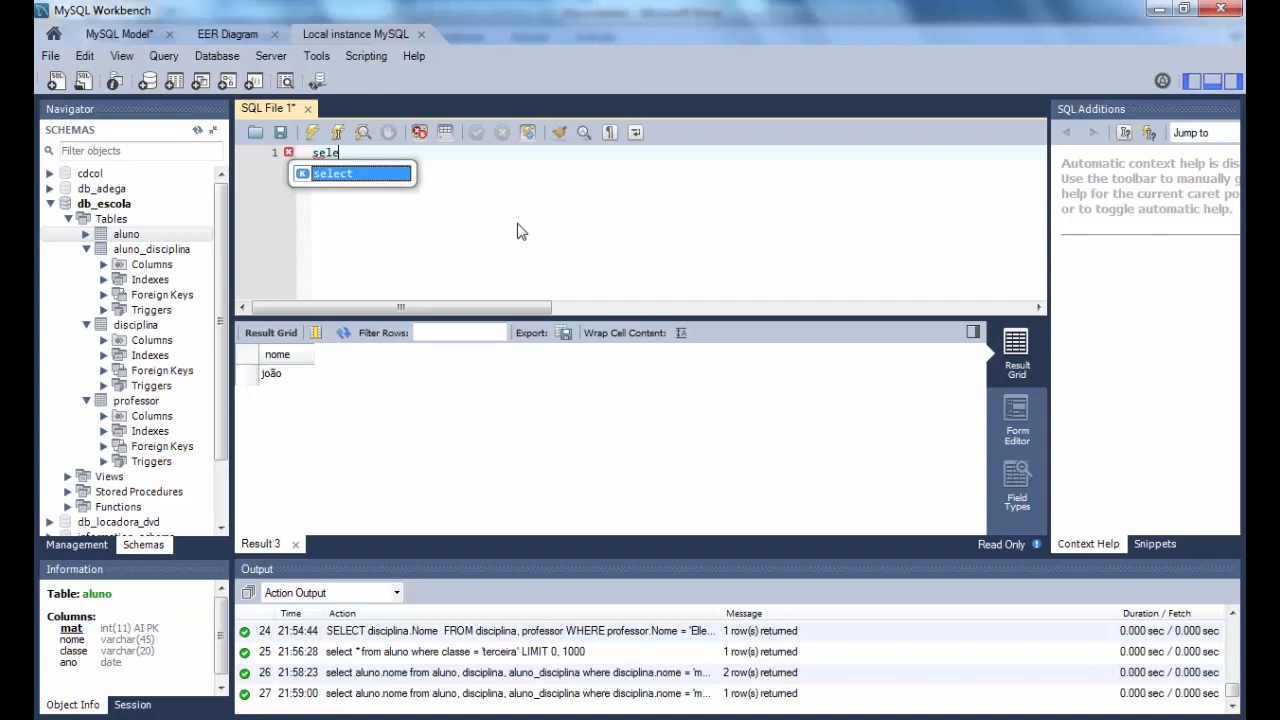 MySQL Workbench
MySQL Model* × EER Diagram × Local instance MySQL ×
File Edit View Query Database Server Tools Scripting Help
Navigator
SCHEMAS
Filter objects
cdcol
db_adega
db_escola
Tables
aluno
aluno_disciplina
Columns
Indexes
Foreign Keys
Triggers
disciplina
Columns
Indexes
Foreign Keys
Triggers
professor
Columns
Indexes
Foreign Keys
Triggers
Views
Stored Procedures
Functions
db_locadora_dvd
Management Schemas
Information
Table: aluno
Columns:
mat int(11) AI PK
nome varchar(45)
classe varchar(20)
ano date
Object Info Session
SQL File 1* ×
1 sele
select
Result Grid Filter Rows: Export: Wrap Cell Content:
nome
joão
Result Grid
Form Editor
Field Types
Result 3 × Read Only
SQL Additions
Jump to
Automatic context help is dis
Use the toolbar to manually g
help for the current caret po
or to toggle automatic help.
Context Help Snippets
Output
Action Output
Time Action Message Duration / Fetch
24 21:54:44 SELECT disciplina.Nome FROM disciplina, professor WHERE professor.Nome = 'Elle... 1 row(s) returned 0.000 sec / 0.000 sec
25 21:56:28 select * from aluno where classe = 'terceira' LIMIT 0, 1000 1 row(s) returned 0.000 sec / 0.000 sec
26 21:58:23 select aluno.nome from aluno, disciplina, aluno_disciplina where disciplina.nome = 'm... 2 row(s) returned 0.000 sec / 0.000 sec
27 21:59:00 select aluno.nome from aluno, disciplina, aluno_disciplina where disciplina.nome = 'm... 1 row(s) returned 0.000 sec / 0.000 sec